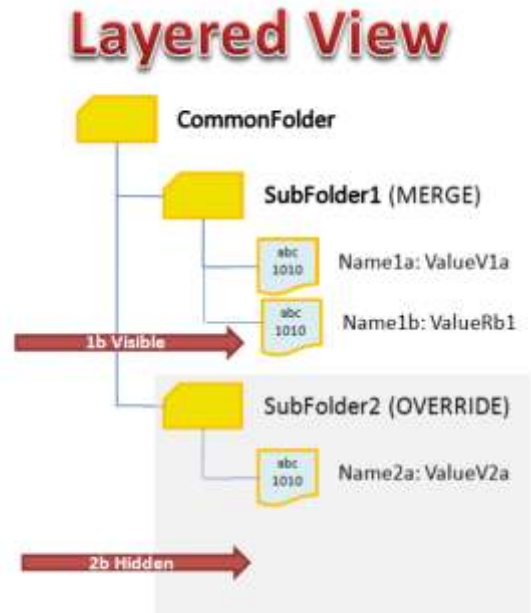 Layered View
CommonFolder
SubFolder1 (MERGE)
abc
1010
Name1a: ValueV1a
abc
1010
Name1b: ValueRb1
1b Visible
SubFolder2 (OVERRIDE)
abc
1010
Name2a: ValueV2a
2b Hidden